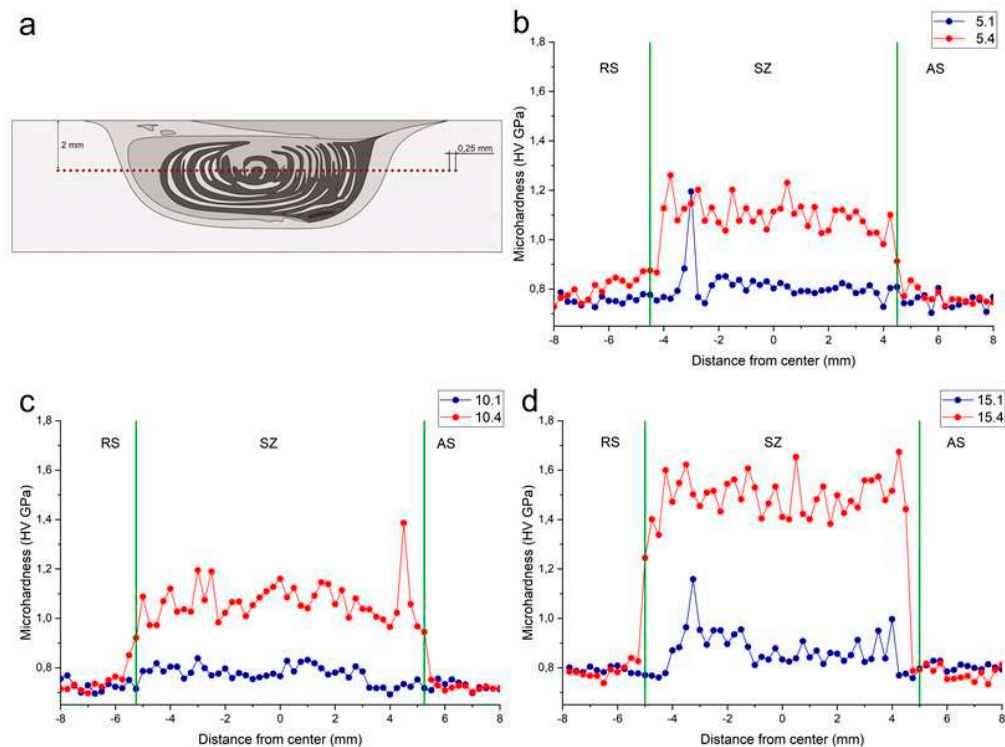 a
2 mm
0,25 mm
b
5.1
5.4
RS
SZ
AS
Microhardness (HV GPa)
1,8
1,6
1,4
1,2
1,0
0,8
-8
-6
-4
-2
0
2
4
6
8
Distance from center (mm)
c
10.1
10.4
RS
SZ
AS
Microhardness (HV GPa)
1,8
1,6
1,4
1,2
1,0
0,8
-8
-6
-4
-2
0
2
4
6
8
Distance from center (mm)
d
15.1
15.4
RS
SZ
AS
Microhardness (HV GPa)
1,8
1,6
1,4
1,2
1,0
0,8
-8
-6
-4
-2
0
2
4
6
8
Distance from center (mm)